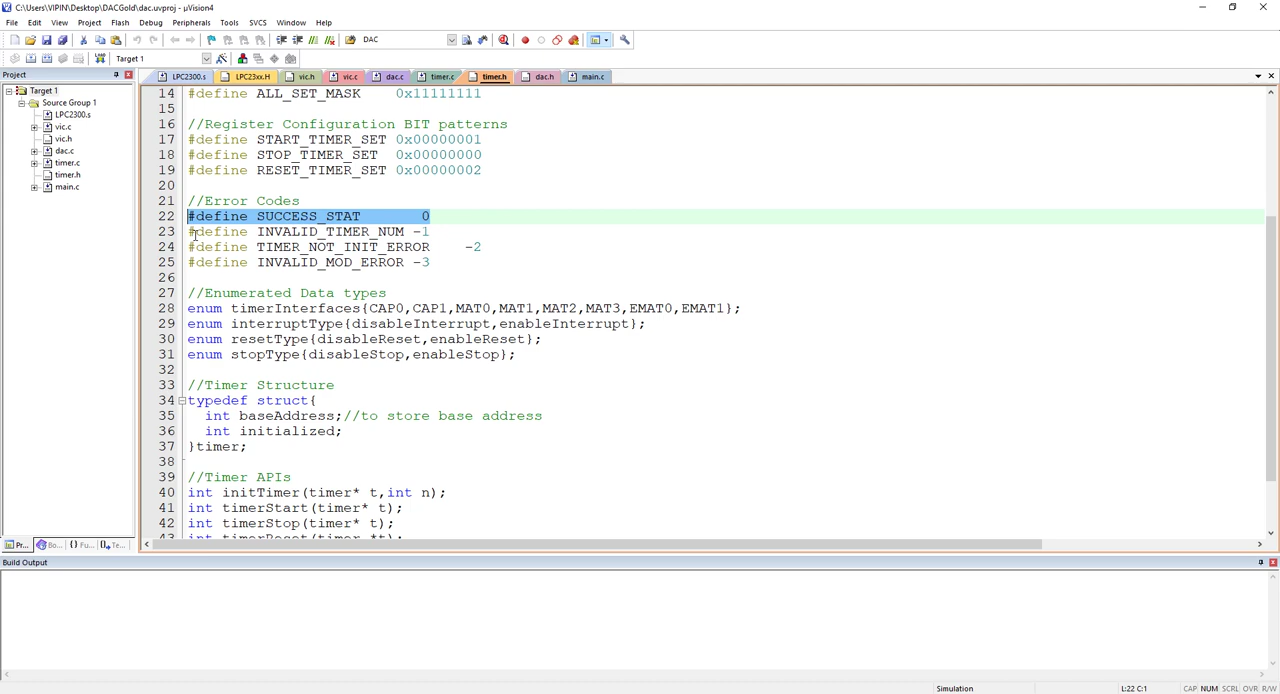 C:\Users\VIPIN\Desktop\DACGold\dac.uvproj - µVision4
File Edit View Project Flash Debug Peripherals Tools SVCS Window Help
DAC
Target 1
Project
LPC2300.s LPC23xx.H vic.h vic.c dac.c timer.c timer.h dac.h main.c
Target 1
Source Group 1
LPC2300.s
vic.c
vic.h
dac.c
timer.c
timer.h
main.c
14 #define ALL_SET_MASK 0x11111111
15
16 //Register Configuration BIT patterns
17 #define START_TIMER_SET 0x00000001
18 #define STOP_TIMER_SET 0x00000000
19 #define RESET_TIMER_SET 0x00000002
20
21 //Error Codes
22 #define SUCCESS_STAT 0
23 #define INVALID_TIMER_NUM -1
24 #define TIMER_NOT_INIT_ERROR -2
25 #define INVALID_MOD_ERROR -3
26
27 //Enumerated Data types
28 enum timerInterfaces{CAP0,CAP1,MAT0,MAT1,MAT2,MAT3,EMAT0,EMAT1};
29 enum interruptType{disableInterrupt,enableInterrupt};
30 enum resetType{disableReset,enableReset};
31 enum stopType{disableStop,enableStop};
32
33 //Timer Structure
34 typedef struct{
35 int baseAddress;//to store base address
36 int initialized;
37 }timer;
38
39 //Timer APIs
40 int initTimer(timer* t,int n);
41 int timerStart(timer* t);
42 int timerStop(timer* t);
43 int timerReset(timer *t);
Pr... Bo... {} Fu... Te...
Build Output
Simulation L:22 C:1 CAP NUM SCRL OVR R/W